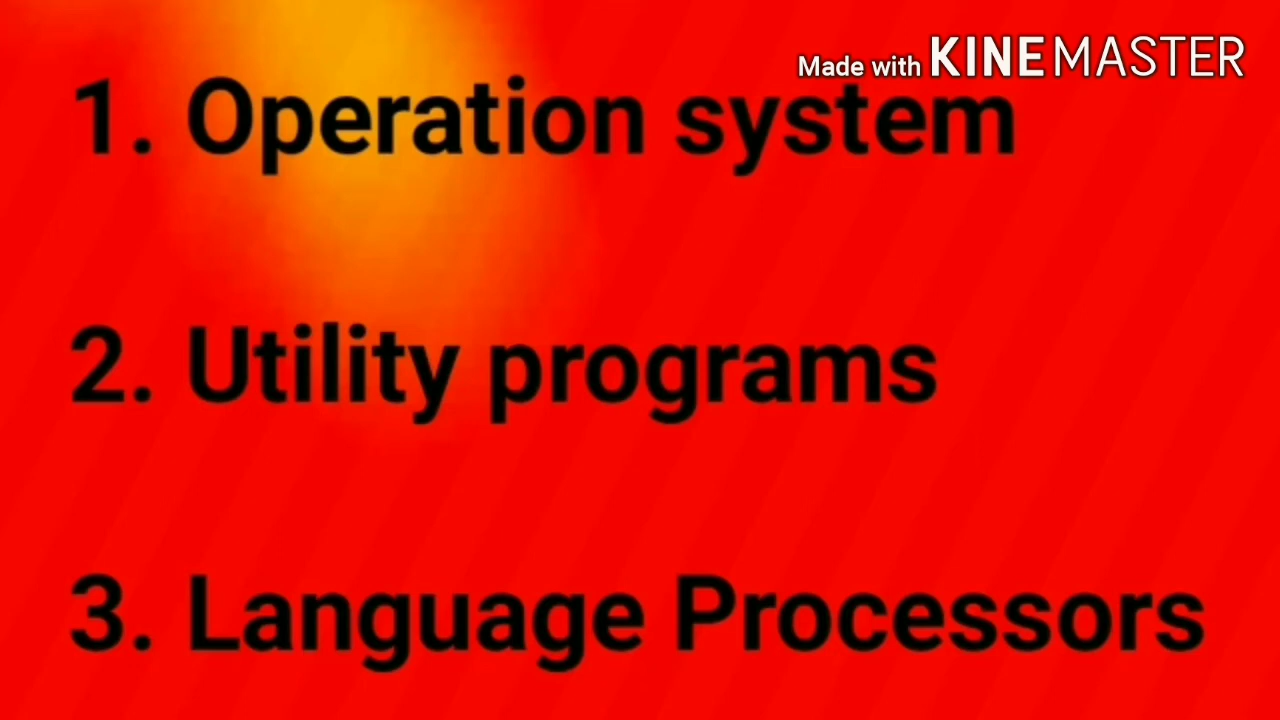 Made with KINEMASTER
1. Operation system
2. Utility programs
3. Language Processors